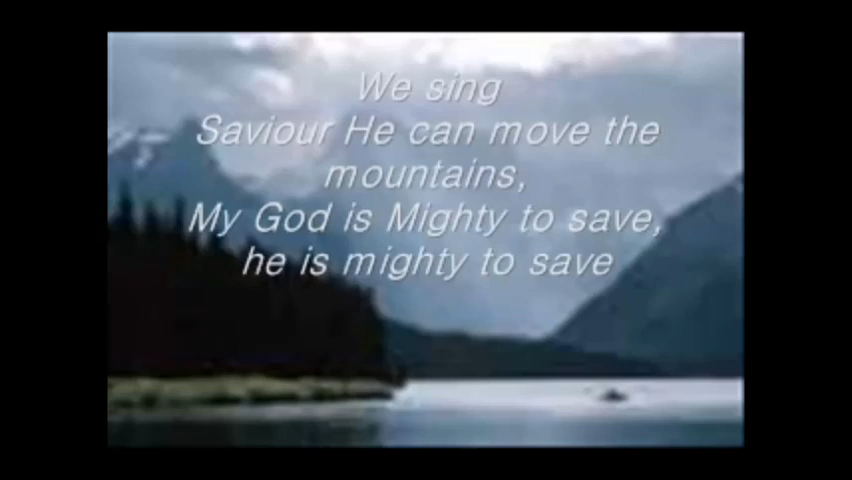 We sing
Saviour He can move the
mountains,
My God is Mighty to save,
he is mighty to save